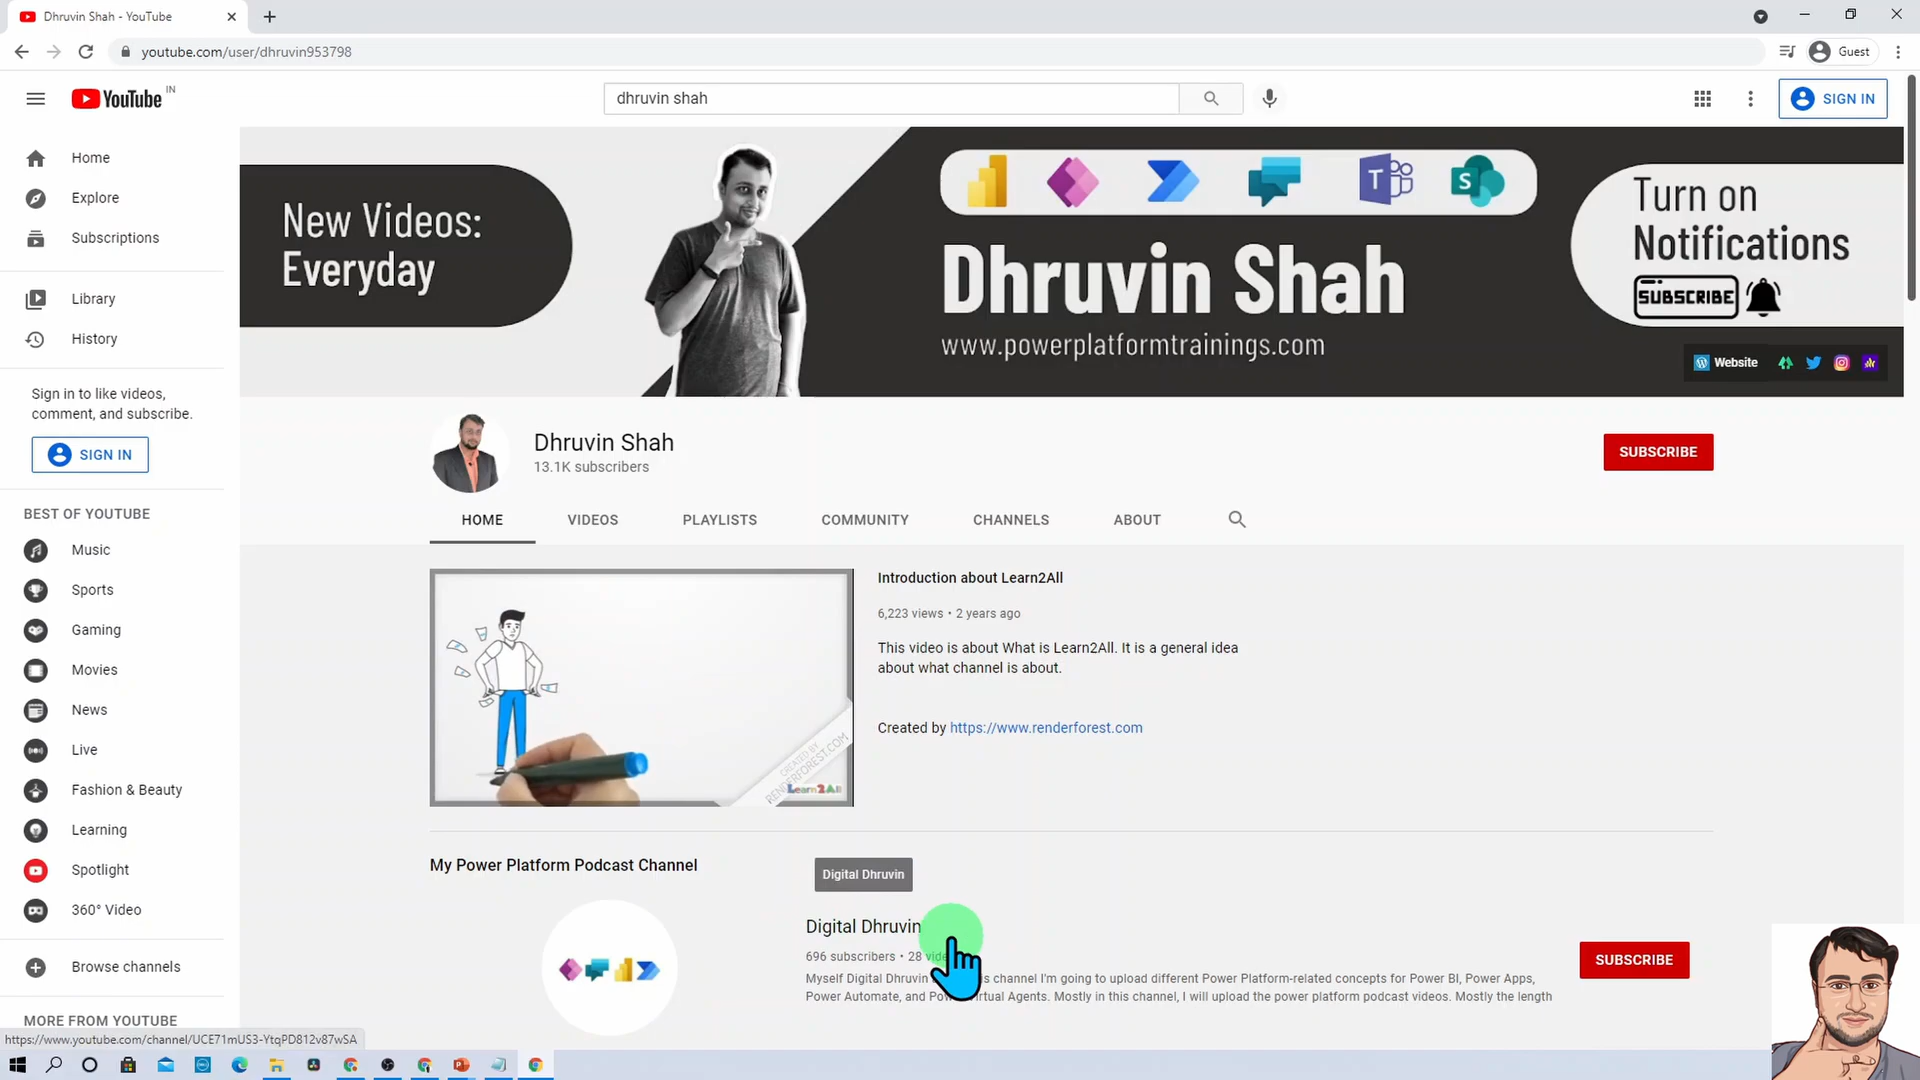 Dhruvin Shah - YouTube
youtube.com/user/dhruvin953798
Guest
YouTube IN
dhruvin shah
SIGN IN
Home
Explore
Subscriptions
Library
History
Sign in to like videos,
comment, and subscribe.
SIGN IN
BEST OF YOUTUBE
Music
Sports
Gaming
Movies
News
Live
Fashion & Beauty
Learning
Spotlight
360° Video
Browse channels
MORE FROM YOUTUBE
New Videos:
Everyday
T
S
Dhruvin Shah
www.powerplatformtrainings.com
Turn on
Notifications
SUBSCRIBE
Website
Dhruvin Shah
13.1K subscribers
SUBSCRIBE
HOME
VIDEOS
PLAYLISTS
COMMUNITY
CHANNELS
ABOUT
CREATED BY
RENDERFOREST.COM
Learn2All
Introduction about Learn2All
6,223 views • 2 years ago
This video is about What is Learn2All. It is a general idea
about what channel is about.
Created by https://www.renderforest.com
My Power Platform Podcast Channel
Digital Dhruvin
Digital Dhruvin
696 subscribers • 28
Myself Digital Dhruvin channel I'm going to upload different Power Platform-related concepts for Power BI, Power Apps,
Power Automate, and Agents. Mostly in this channel, I will upload the power platform podcast videos. Mostly the length
SUBSCRIBE
https://www.youtube.com/channel/UCE71mUS3-YtqPD812v87wSA